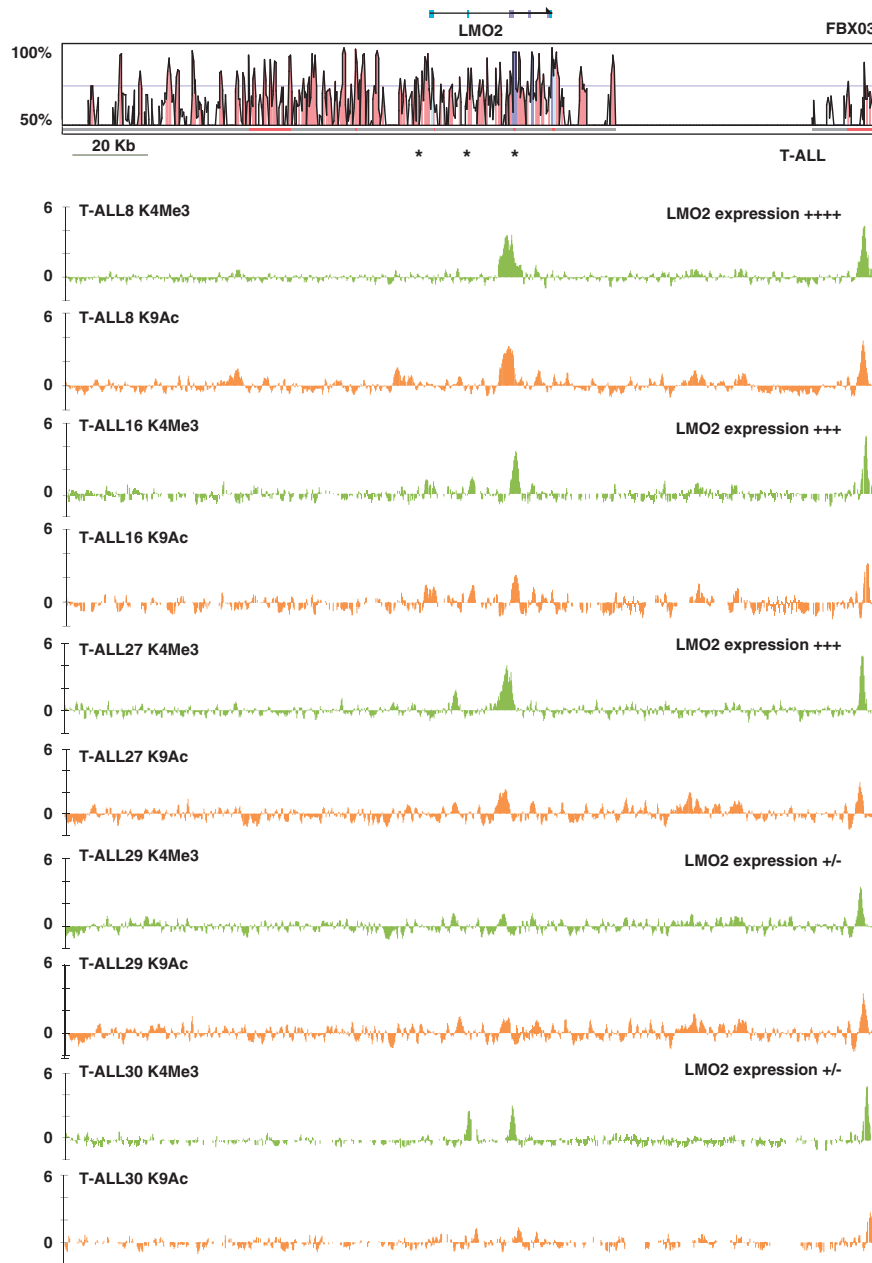 LMO2
FBX03
100%
50%
20 Kb
* * *
T-ALL
6
T-ALL8 K4Me3
LMO2 expression ++++
0
6
T-ALL8 K9Ac
0
6
T-ALL16 K4Me3
LMO2 expression +++
0
6
T-ALL16 K9Ac
0
6
T-ALL27 K4Me3
LMO2 expression +++
0
6
T-ALL27 K9Ac
0
6
T-ALL29 K4Me3
LMO2 expression +/-
0
6
T-ALL29 K9Ac
0
6
T-ALL30 K4Me3
LMO2 expression +/-
0
6
T-ALL30 K9Ac
0